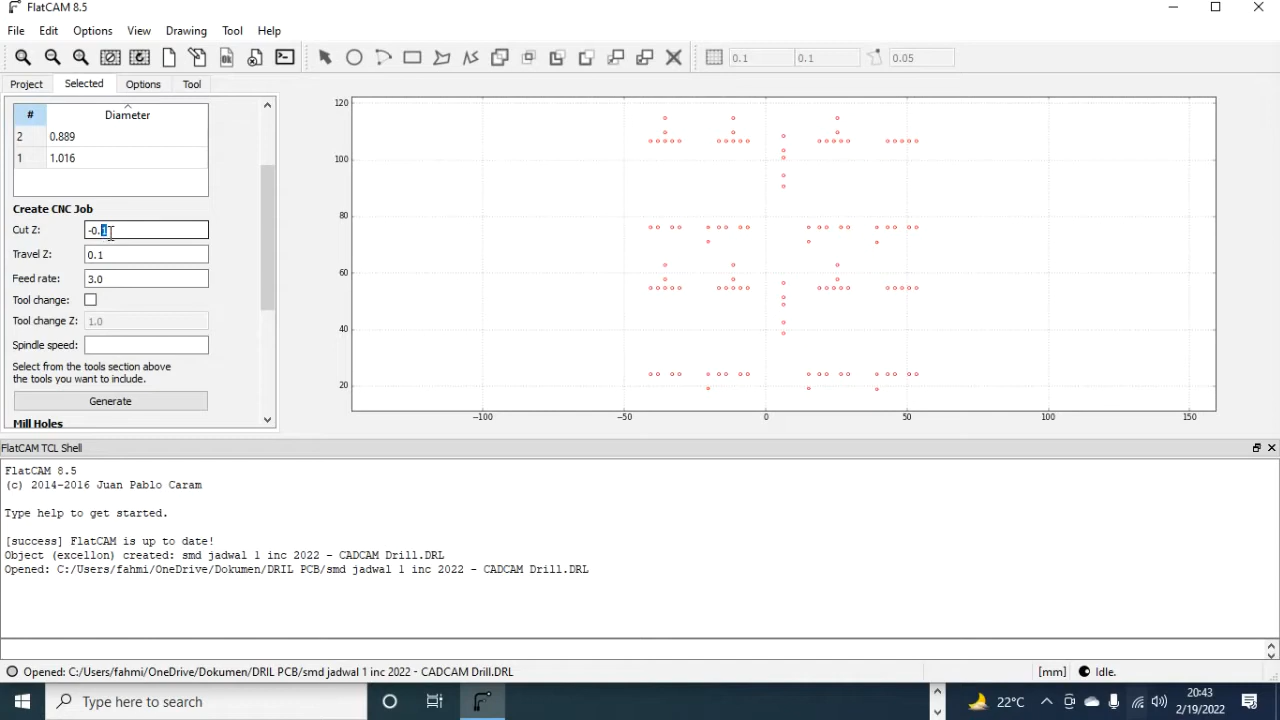 FlatCAM 8.5
File Edit Options View Drawing Tool Help
0.1 0.1 0.05
Project Selected Options Tool
# Diameter
2 0.889
1 1.016
Create CNC Job
Cut Z: -0.1
Travel Z: 0.1
Feed rate: 3.0
Tool change:
Tool change Z: 1.0
Spindle speed:
Select from the tools section above
the tools you want to include.
Generate
Mill Holes
120
100
80
60
40
20
−100 −50 0 50 100 150
FlatCAM TCL Shell
FlatCAM 8.5
(c) 2014-2016 Juan Pablo Caram
Type help to get started.
[success] FlatCAM is up to date!
Object (excellon) created: smd jadwal 1 inc 2022 - CADCAM Drill.DRL
Opened: C:/Users/fahmi/OneDrive/Dokumen/DRIL PCB/smd jadwal 1 inc 2022 - CADCAM Drill.DRL
Opened: C:/Users/fahmi/OneDrive/Dokumen/DRIL PCB/smd jadwal 1 inc 2022 - CADCAM Drill.DRL [mm] Idle.
Type here to search 22°C 20:43
2/19/2022